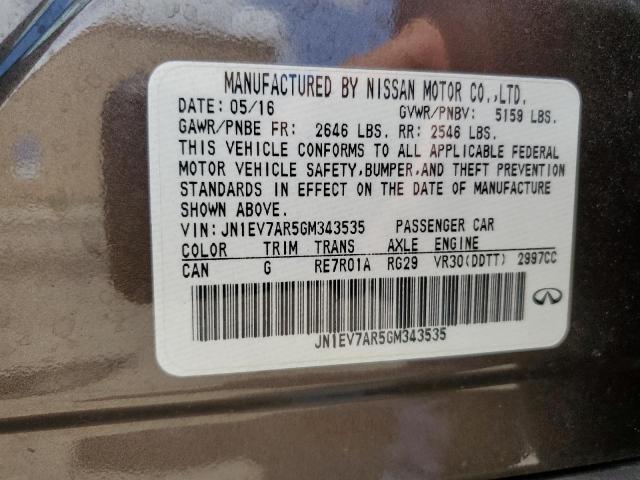 MANUFACTURED BY NISSAN MOTOR CO.,LTD.
DATE: 05/16 GVWR/PNBV: 5159 LBS.
GAWR/PNBE FR: 2646 LBS. RR: 2546 LBS.
THIS VEHICLE CONFORMS TO ALL APPLICABLE FEDERAL
MOTOR VEHICLE SAFETY,BUMPER,AND THEFT PREVENTION
STANDARDS IN EFFECT ON THE DATE OF MANUFACTURE
SHOWN ABOVE.
VIN: JN1EV7AR5GM343535 PASSENGER CAR
COLOR TRIM TRANS AXLE ENGINE
CAN G RE7R01A RG29 VR30(DDTT) 2997CC
JN1EV7AR5GM343535